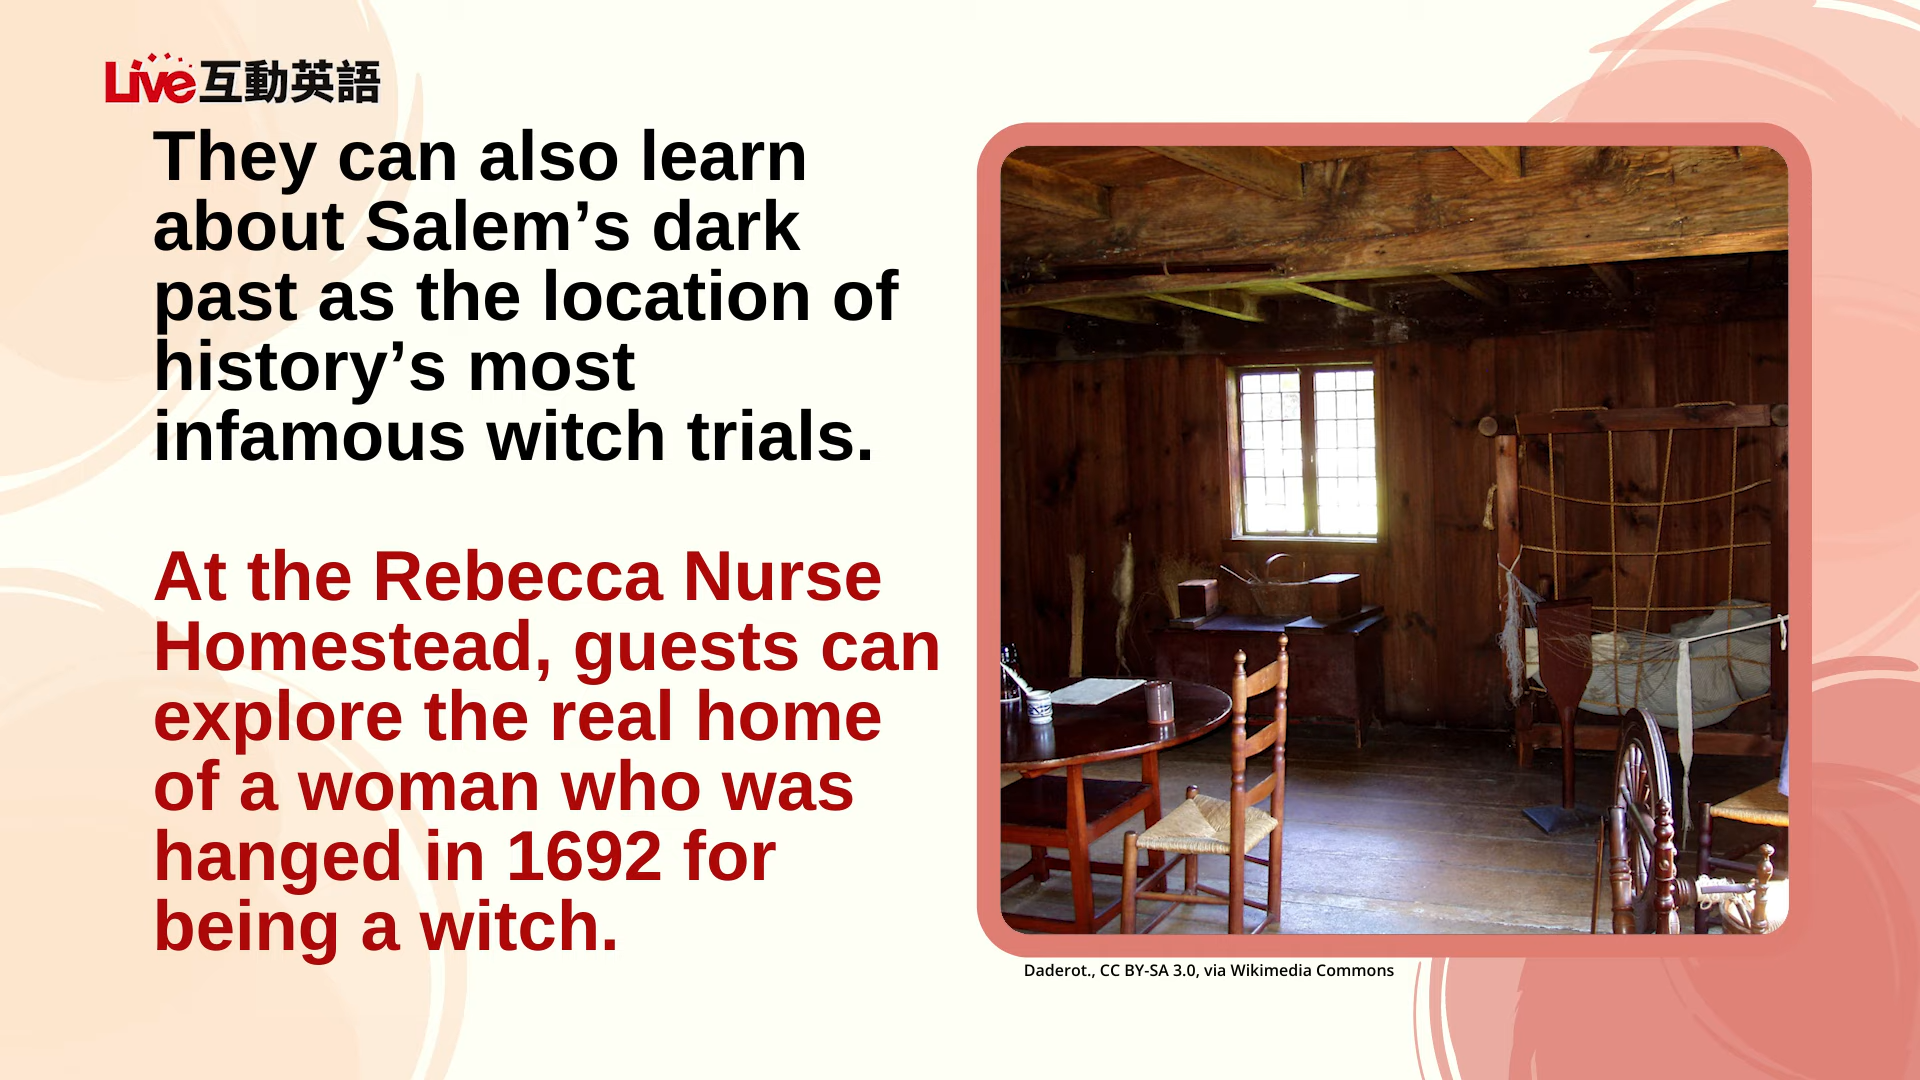 Live互動英語
They can also learn
about Salem’s dark
past as the location of
history’s most
infamous witch trials.
At the Rebecca Nurse
Homestead, guests can
explore the real home
of a woman who was
hanged in 1692 for
being a witch.
Daderot., CC BY-SA 3.0, via Wikimedia Commons